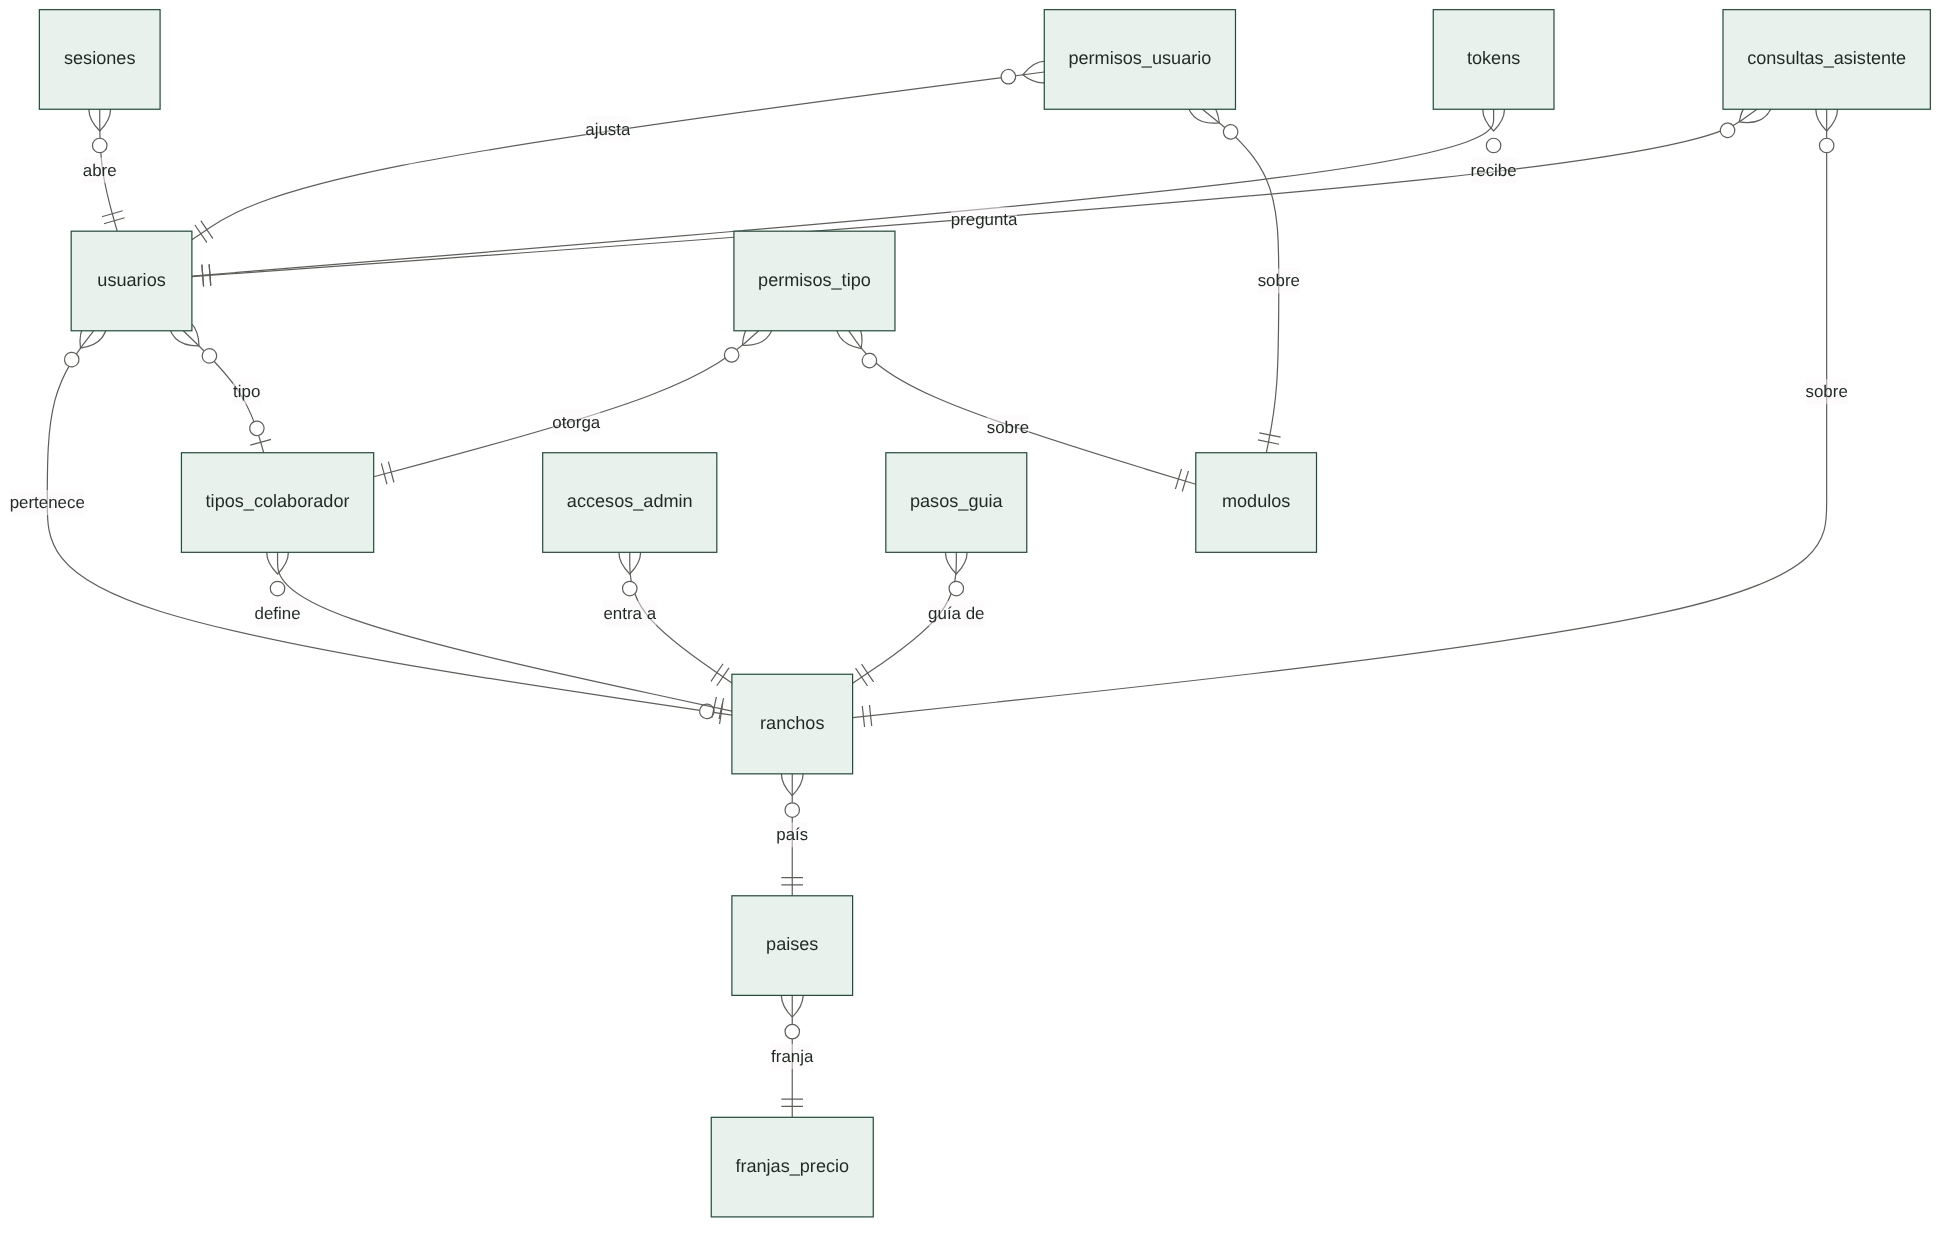 sesiones
permisos_usuario
tokens
consultas_asistente
ajusta
abre
recibe
pregunta
usuarios
permisos_tipo
sobre
tipo
sobre
otorga
sobre
pertenece
tipos_colaborador
accesos_admin
pasos_guia
modulos
define
entra a
guía de
ranchos
país
paises
franja
franjas_precio